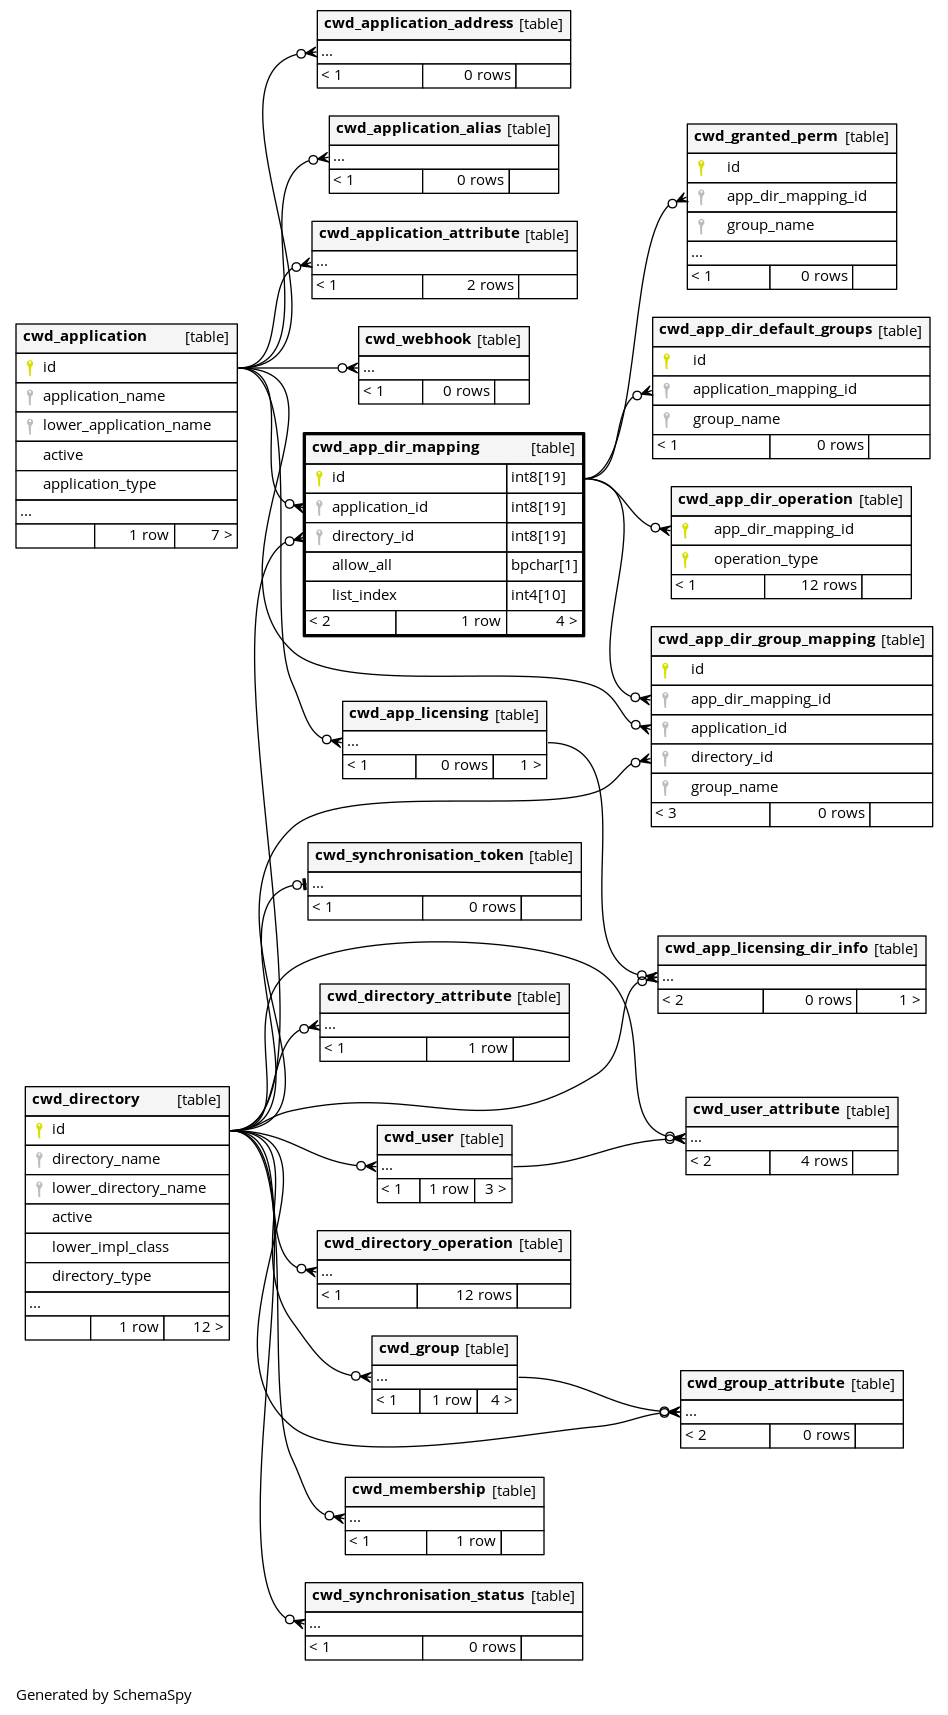 cwd_application_address [table]
...
< 1 0 rows
cwd_application_alias [table]
...
< 1 0 rows
cwd_application_attribute [table]
...
< 1 2 rows
cwd_webhook [table]
...
< 1 0 rows
cwd_application [table]
id
application_name
lower_application_name
active
application_type
...
1 row 7 >
cwd_app_dir_mapping [table]
id int8[19]
application_id int8[19]
directory_id int8[19]
allow_all bpchar[1]
list_index int4[10]
< 2 1 row 4 >
cwd_granted_perm [table]
id
app_dir_mapping_id
group_name
...
< 1 0 rows
cwd_app_dir_default_groups [table]
id
application_mapping_id
group_name
< 1 0 rows
cwd_app_dir_operation [table]
app_dir_mapping_id
operation_type
< 1 12 rows
cwd_app_dir_group_mapping [table]
id
app_dir_mapping_id
application_id
directory_id
group_name
< 3 0 rows
cwd_app_licensing [table]
...
< 1 0 rows 1 >
cwd_synchronisation_token [table]
...
< 1 0 rows
cwd_app_licensing_dir_info [table]
...
< 2 0 rows 1 >
cwd_directory_attribute [table]
...
< 1 1 row
cwd_directory [table]
id
directory_name
lower_directory_name
active
lower_impl_class
directory_type
...
1 row 12 >
cwd_user [table]
...
< 1 1 row 3 >
cwd_user_attribute [table]
...
< 2 4 rows
cwd_directory_operation [table]
...
< 1 12 rows
cwd_group [table]
...
< 1 1 row 4 >
cwd_group_attribute [table]
...
< 2 0 rows
cwd_membership [table]
...
< 1 1 row
cwd_synchronisation_status [table]
...
< 1 0 rows
Generated by SchemaSpy